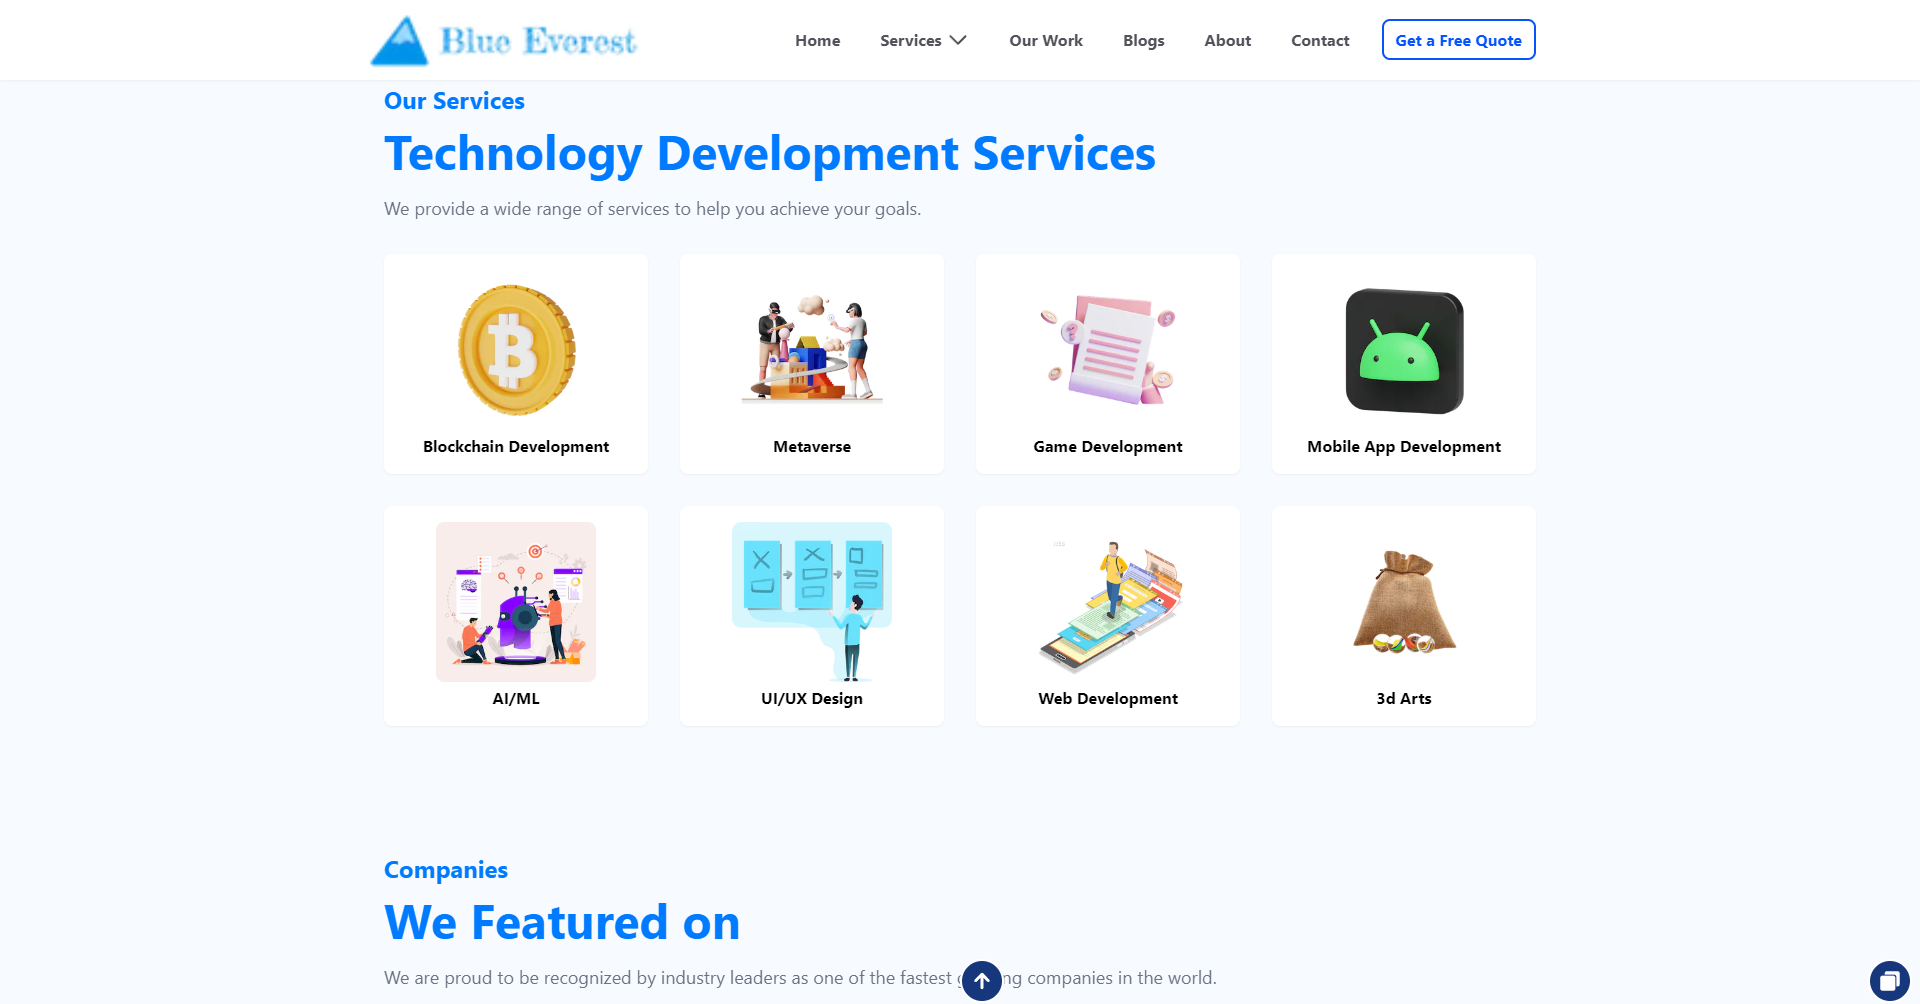 Blue Everest
Home Services Our Work Blogs About Contact Get a Free Quote
Our Services
Technology Development Services
We provide a wide range of services to help you achieve your goals.
Blockchain Development Metaverse Game Development Mobile App Development
AI/ML UI/UX Design Web Development 3d Arts
Companies
We Featured on
We are proud to be recognized by industry leaders as one of the fastest companies in the world.